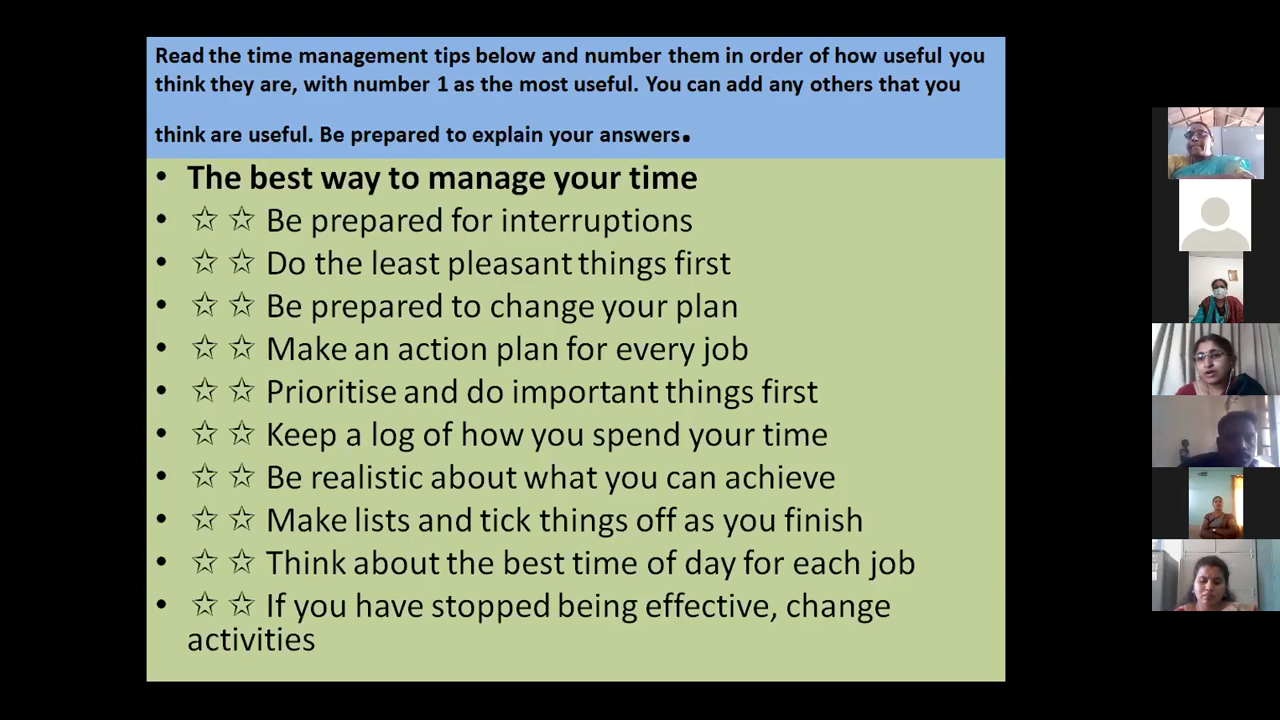 Read the time management tips below and number them in order of how useful you
think they are, with number 1 as the most useful. You can add any others that you
think are useful. Be prepared to explain your answers.
• The best way to manage your time
• ☆ ☆ Be prepared for interruptions
• ☆ ☆ Do the least pleasant things first
• ☆ ☆ Be prepared to change your plan
• ☆ ☆ Make an action plan for every job
• ☆ ☆ Prioritise and do important things first
• ☆ ☆ Keep a log of how you spend your time
• ☆ ☆ Be realistic about what you can achieve
• ☆ ☆ Make lists and tick things off as you finish
• ☆ ☆ Think about the best time of day for each job
• ☆ ☆ If you have stopped being effective, change
activities